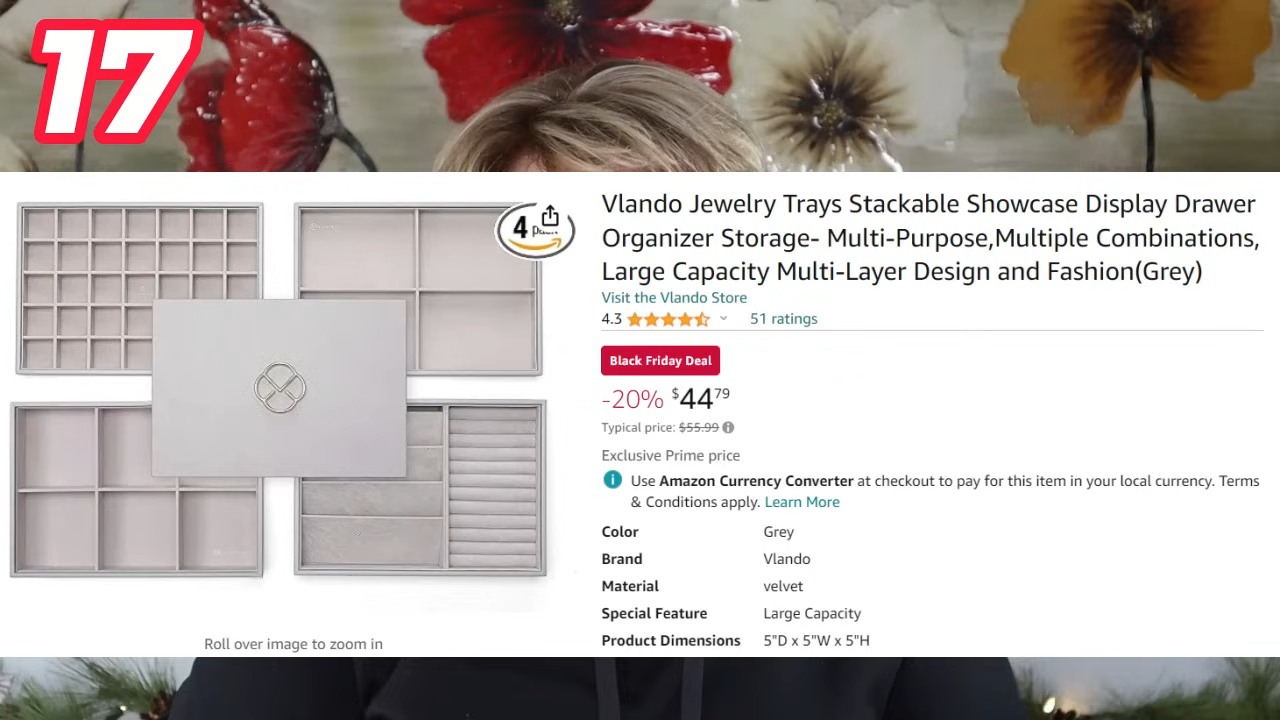 17
4
Vlando Jewelry Trays Stackable Showcase Display Drawer
Organizer Storage- Multi-Purpose,Multiple Combinations,
Large Capacity Multi-Layer Design and Fashion(Grey)
Visit the Vlando Store
4.3 51 ratings
Black Friday Deal
-20% $4479
Typical price: $55.99
Exclusive Prime price
Use Amazon Currency Converter at checkout to pay for this item in your local currency. Terms
& Conditions apply. Learn More
Color Grey
Brand Vlando
Material velvet
Special Feature Large Capacity
Product Dimensions 5"D x 5"W x 5"H
Roll over image to zoom in